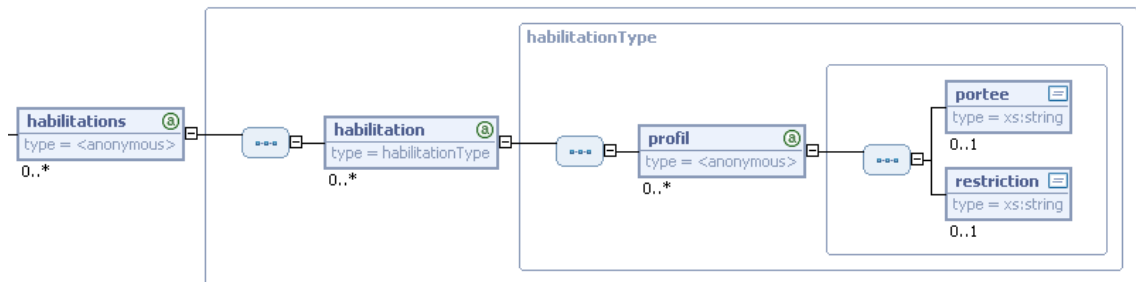 habilitationType
habilitations
type = <anonymous>
0..*
habilitation
type = habilitationType
0..*
profil
type = <anonymous>
0..*
portee
type = xs:string
0..1
restriction
type = xs:string
0..1